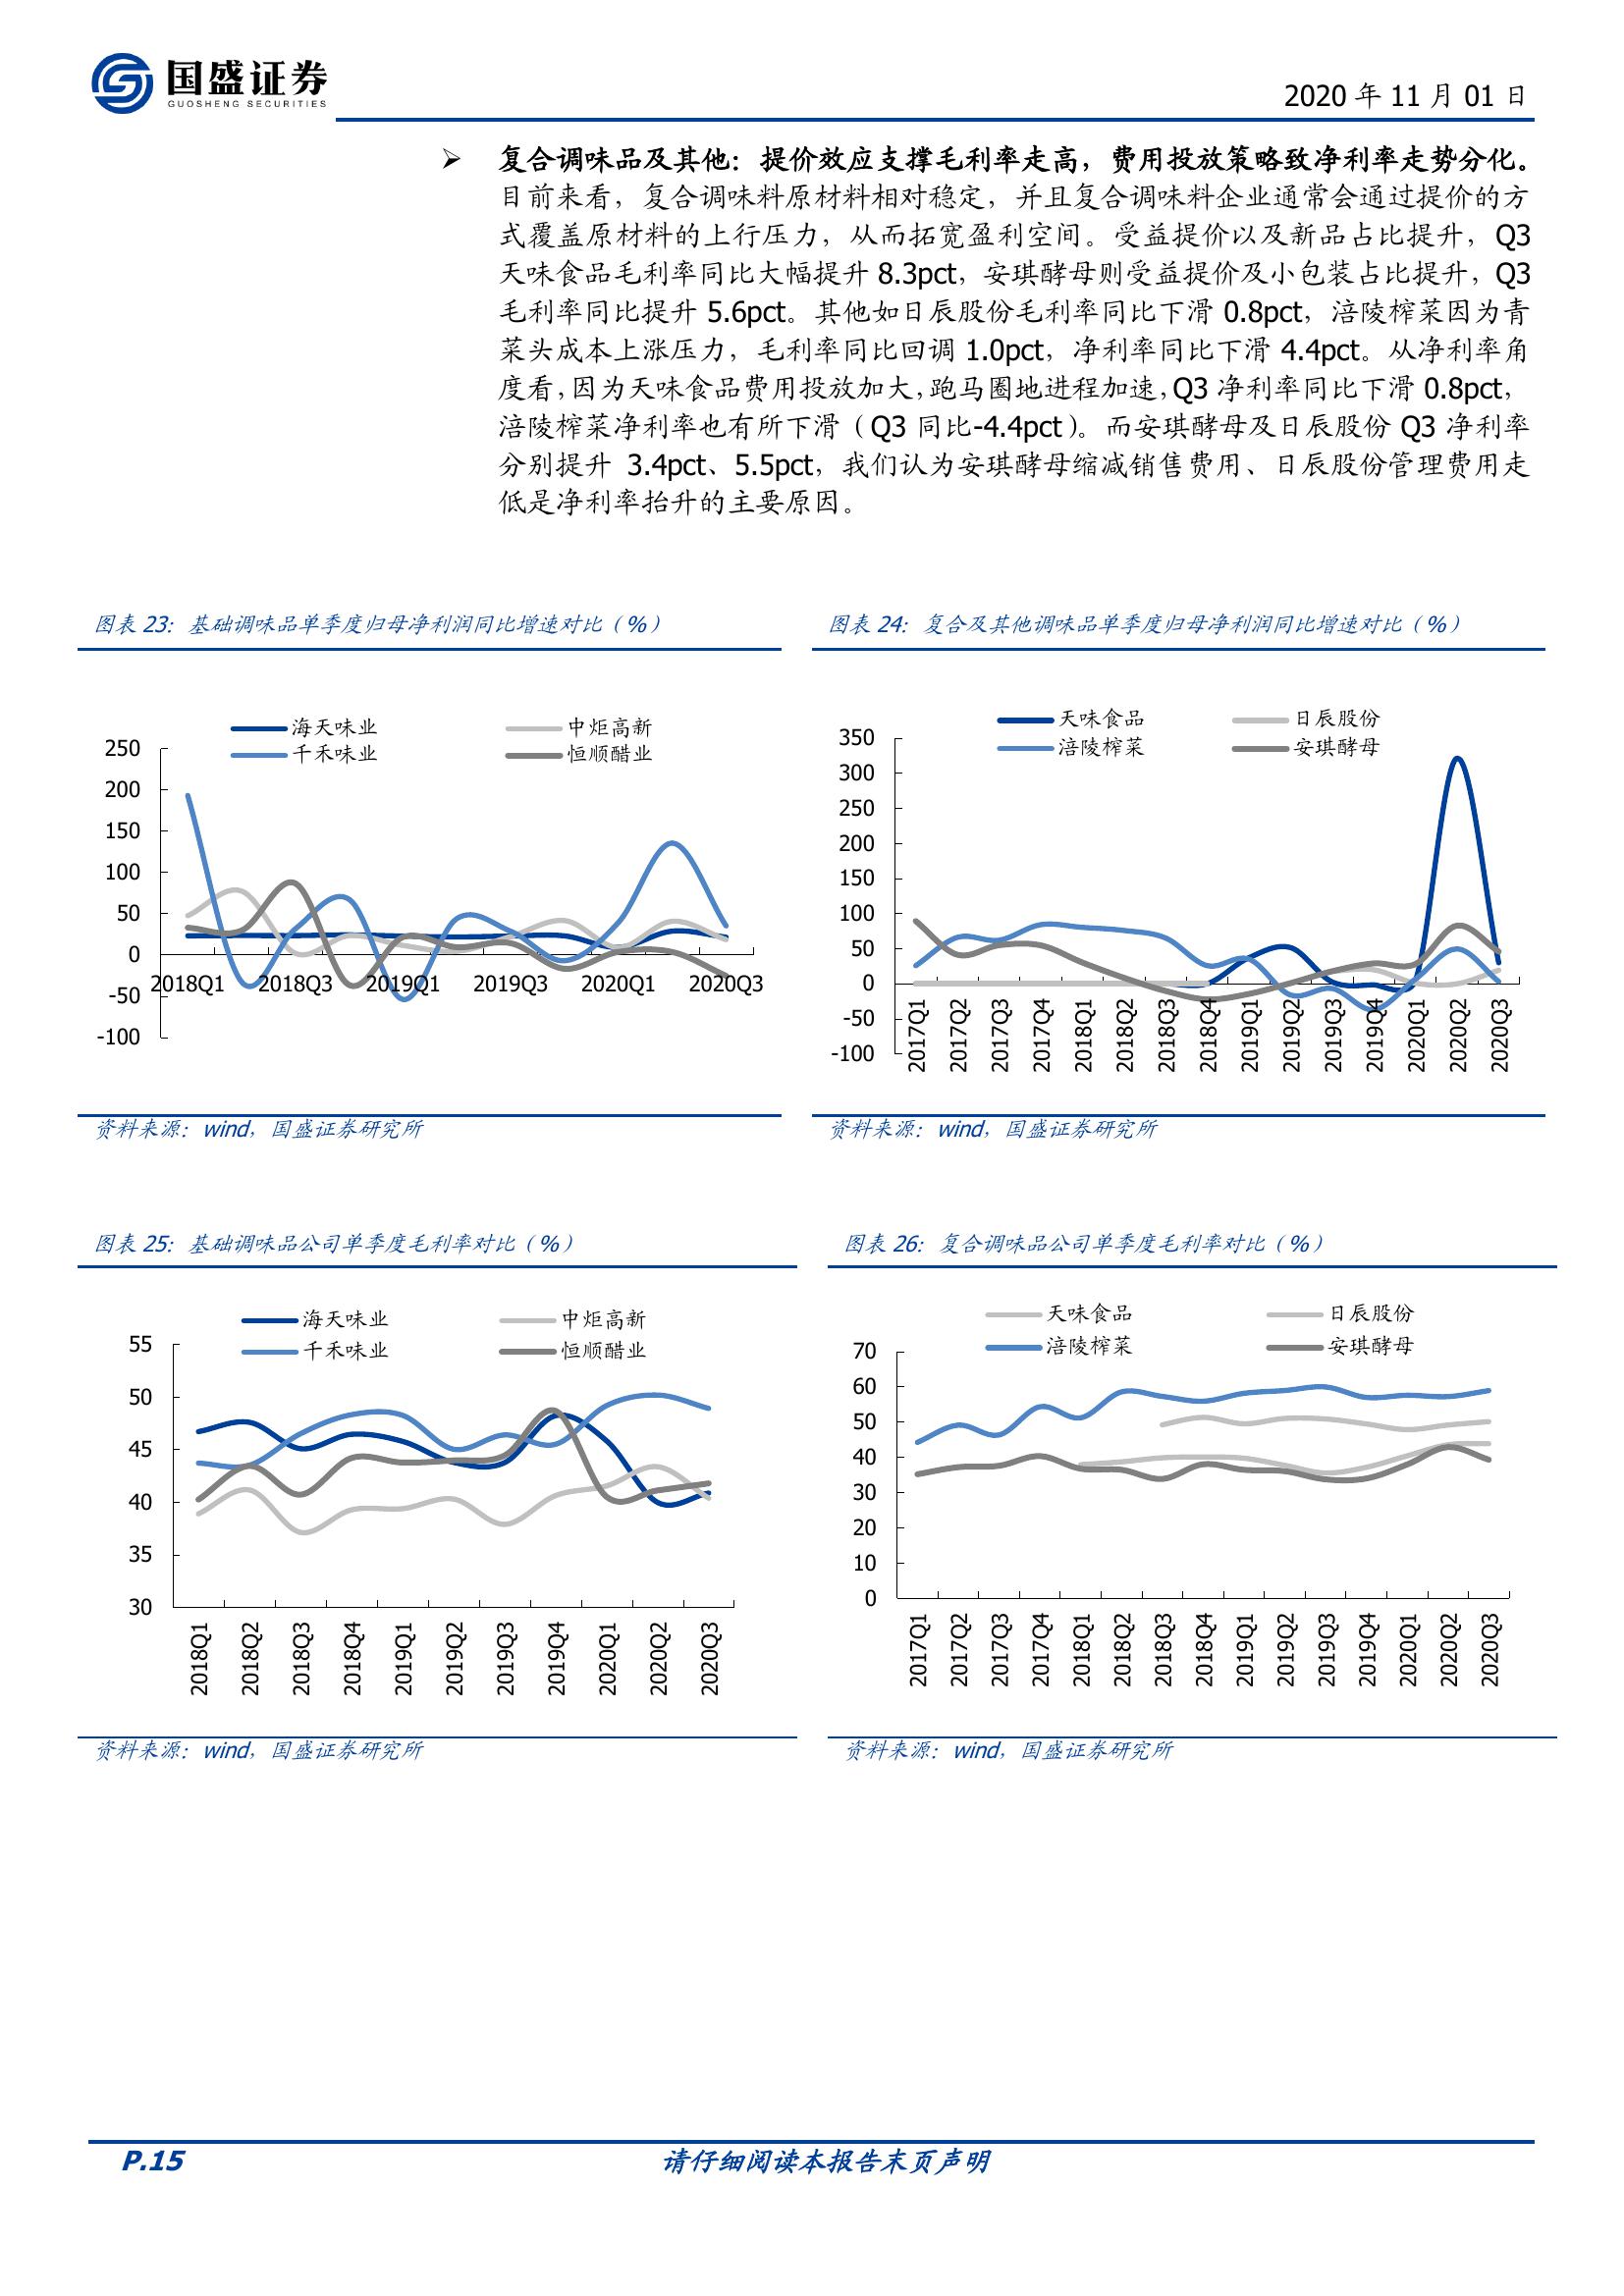 国盛证券
GUOSHENG SECURITIES
2020 年 11 月 01 日
➢ 复合调味品及其他：提价效应支撑毛利率走高，费用投放策略致净利率走势分化。
目前来看，复合调味料原材料相对稳定，并且复合调味料企业通常会通过提价的方
式覆盖原材料的上行压力，从而拓宽盈利空间。受益提价以及新品占比提升，Q3
天味食品毛利率同比大幅提升 8.3pct，安琪酵母则受益提价及小包装占比提升，Q3
毛利率同比提升 5.6pct。其他如日辰股份毛利率同比下滑 0.8pct，涪陵榨菜因为青
菜头成本上涨压力，毛利率同比回调 1.0pct，净利率同比下滑 4.4pct。从净利率角
度看，因为天味食品费用投放加大，跑马圈地进程加速，Q3 净利率同比下滑 0.8pct，
涪陵榨菜净利率也有所下滑（Q3 同比-4.4pct）。而安琪酵母及日辰股份 Q3 净利率
分别提升 3.4pct、5.5pct，我们认为安琪酵母缩减销售费用、日辰股份管理费用走
低是净利率抬升的主要原因。
图表 23：基础调味品单季度归母净利润同比增速对比（%）
海天味业 中炬高新
千禾味业 恒顺醋业
250
200
150
100
50
0
-50
-100
2018Q1 2018Q3 2019Q1 2019Q3 2020Q1 2020Q3
资料来源：wind，国盛证券研究所
图表 24：复合及其他调味品单季度归母净利润同比增速对比（%）
天味食品 日辰股份
涪陵榨菜 安琪酵母
350
300
250
200
150
100
50
0
-50
-100
2017Q1 2017Q2 2017Q3 2017Q4 2018Q1 2018Q2 2018Q3 2018Q4 2019Q1 2019Q2 2019Q3 2019Q4 2020Q1 2020Q2 2020Q3
资料来源：wind，国盛证券研究所
图表 25：基础调味品公司单季度毛利率对比（%）
海天味业 中炬高新
千禾味业 恒顺醋业
55
50
45
40
35
30
2018Q1 2018Q2 2018Q3 2018Q4 2019Q1 2019Q2 2019Q3 2019Q4 2020Q1 2020Q2 2020Q3
资料来源：wind，国盛证券研究所
图表 26：复合调味品公司单季度毛利率对比（%）
天味食品 日辰股份
涪陵榨菜 安琪酵母
70
60
50
40
30
20
10
0
2017Q1 2017Q2 2017Q3 2017Q4 2018Q1 2018Q2 2018Q3 2018Q4 2019Q1 2019Q2 2019Q3 2019Q4 2020Q1 2020Q2 2020Q3
资料来源：wind，国盛证券研究所
P.15 请仔细阅读本报告末页声明